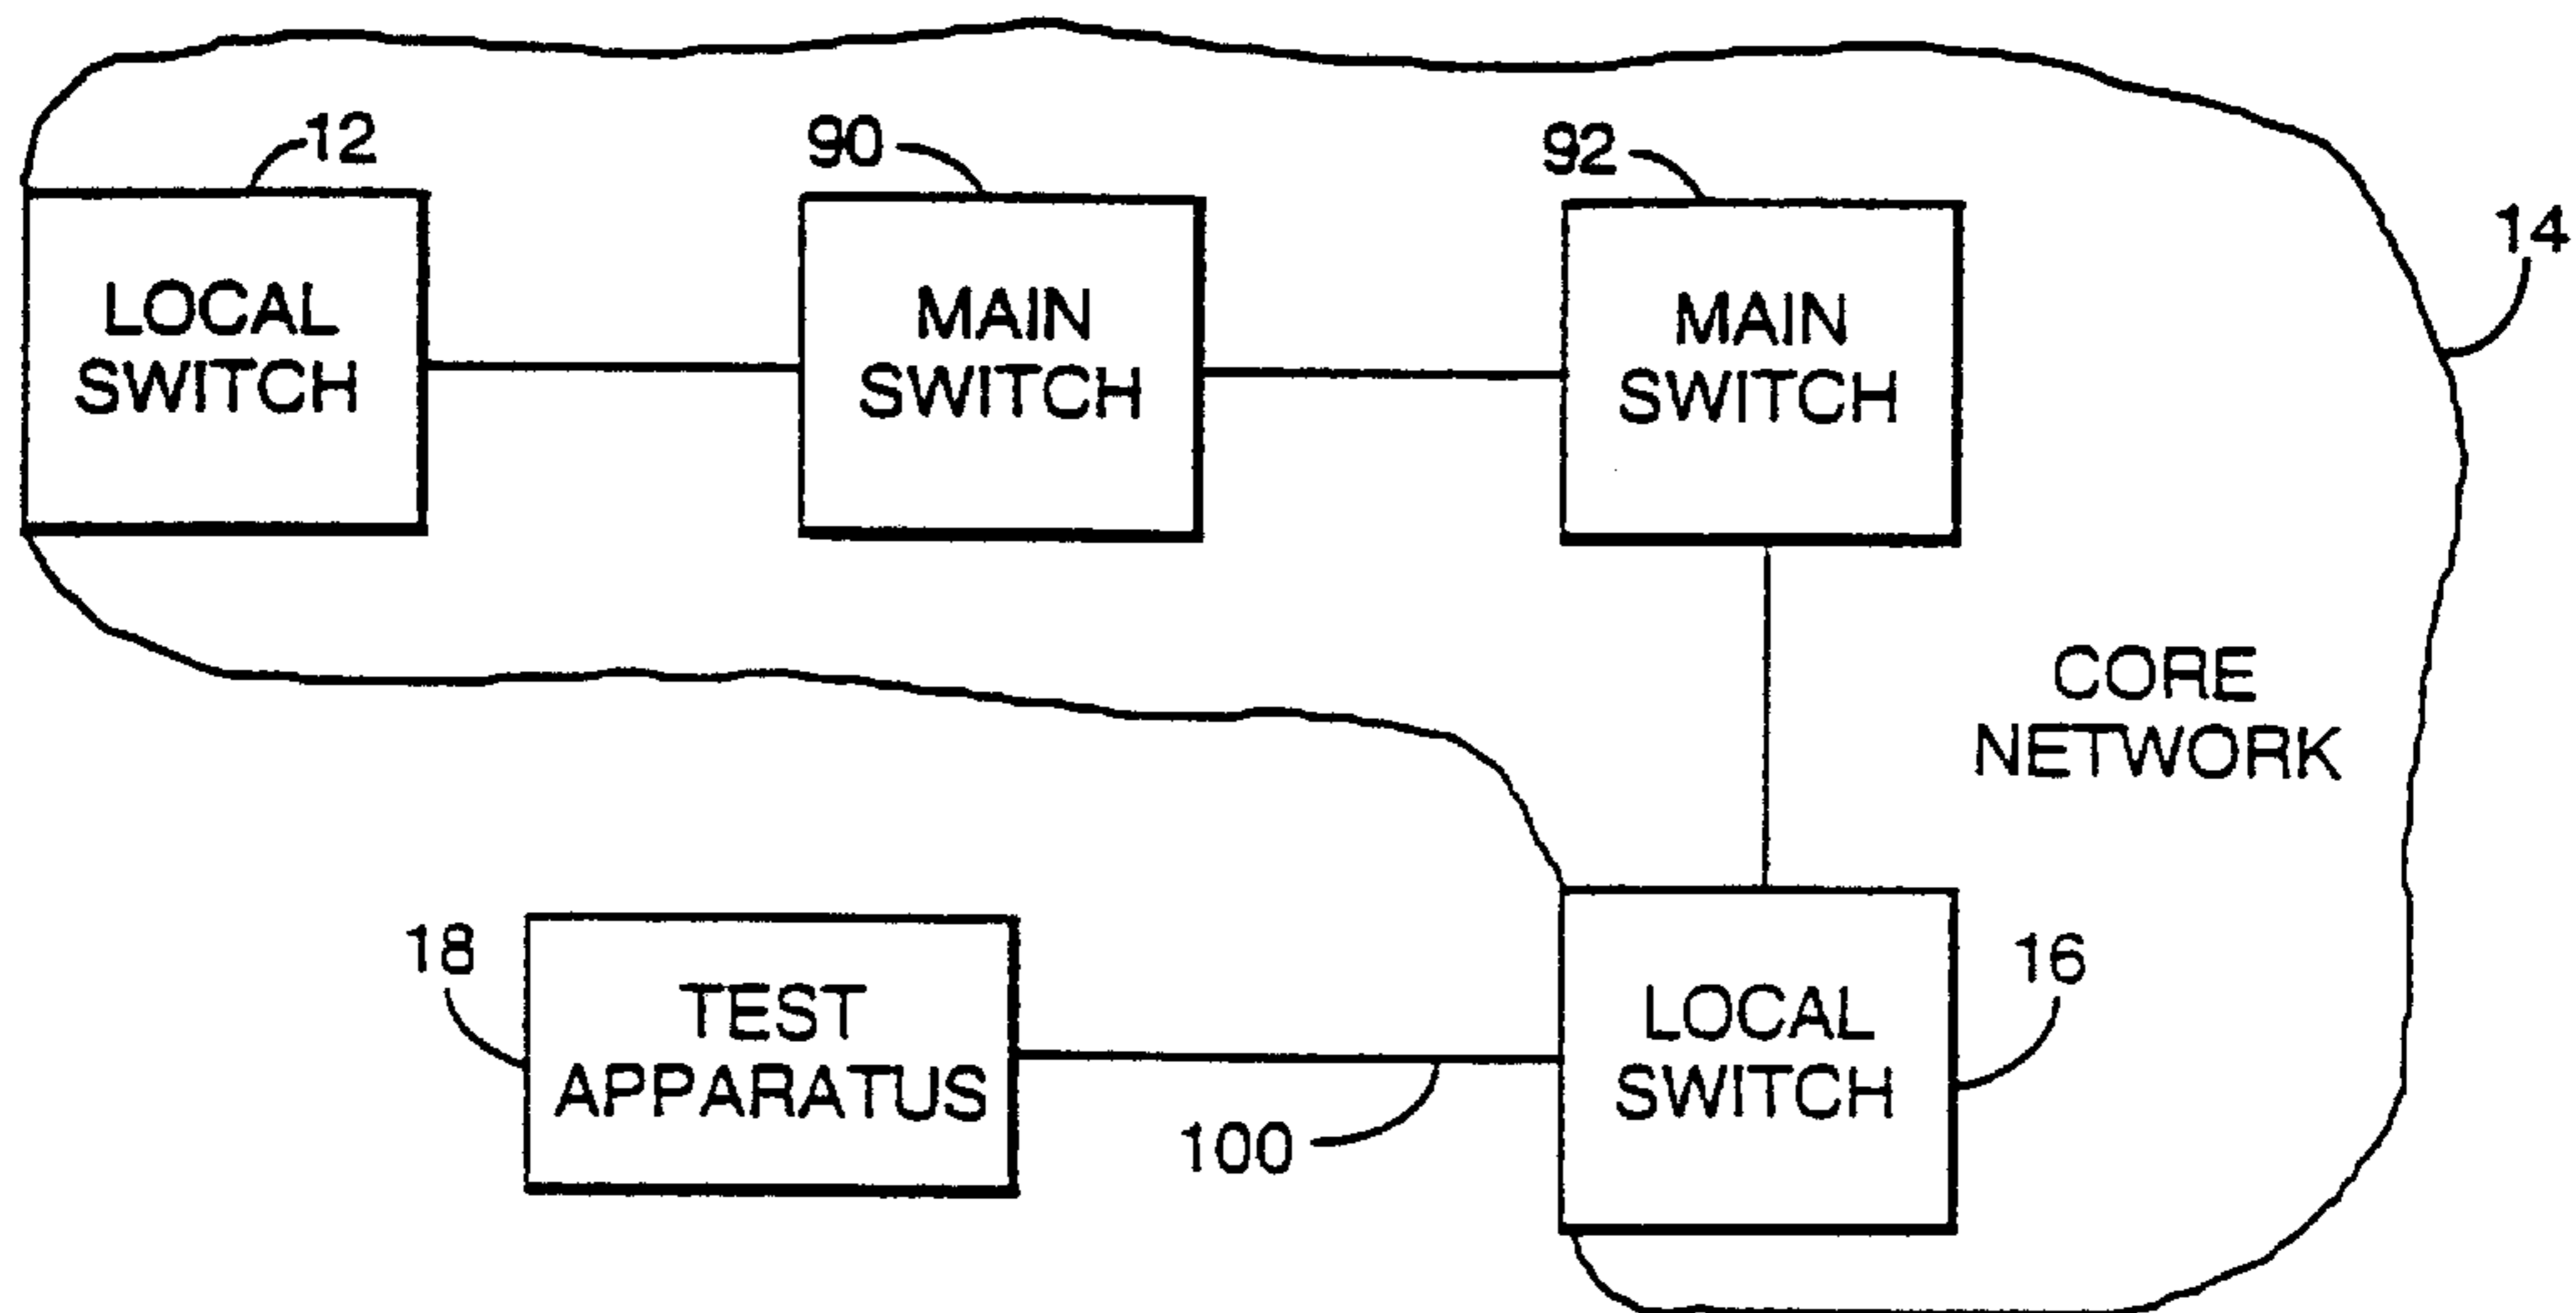 12
90
92
14
LOCAL
SWITCH
MAIN
SWITCH
MAIN
SWITCH
CORE
NETWORK
18
TEST
APPARATUS
100
LOCAL
SWITCH
16